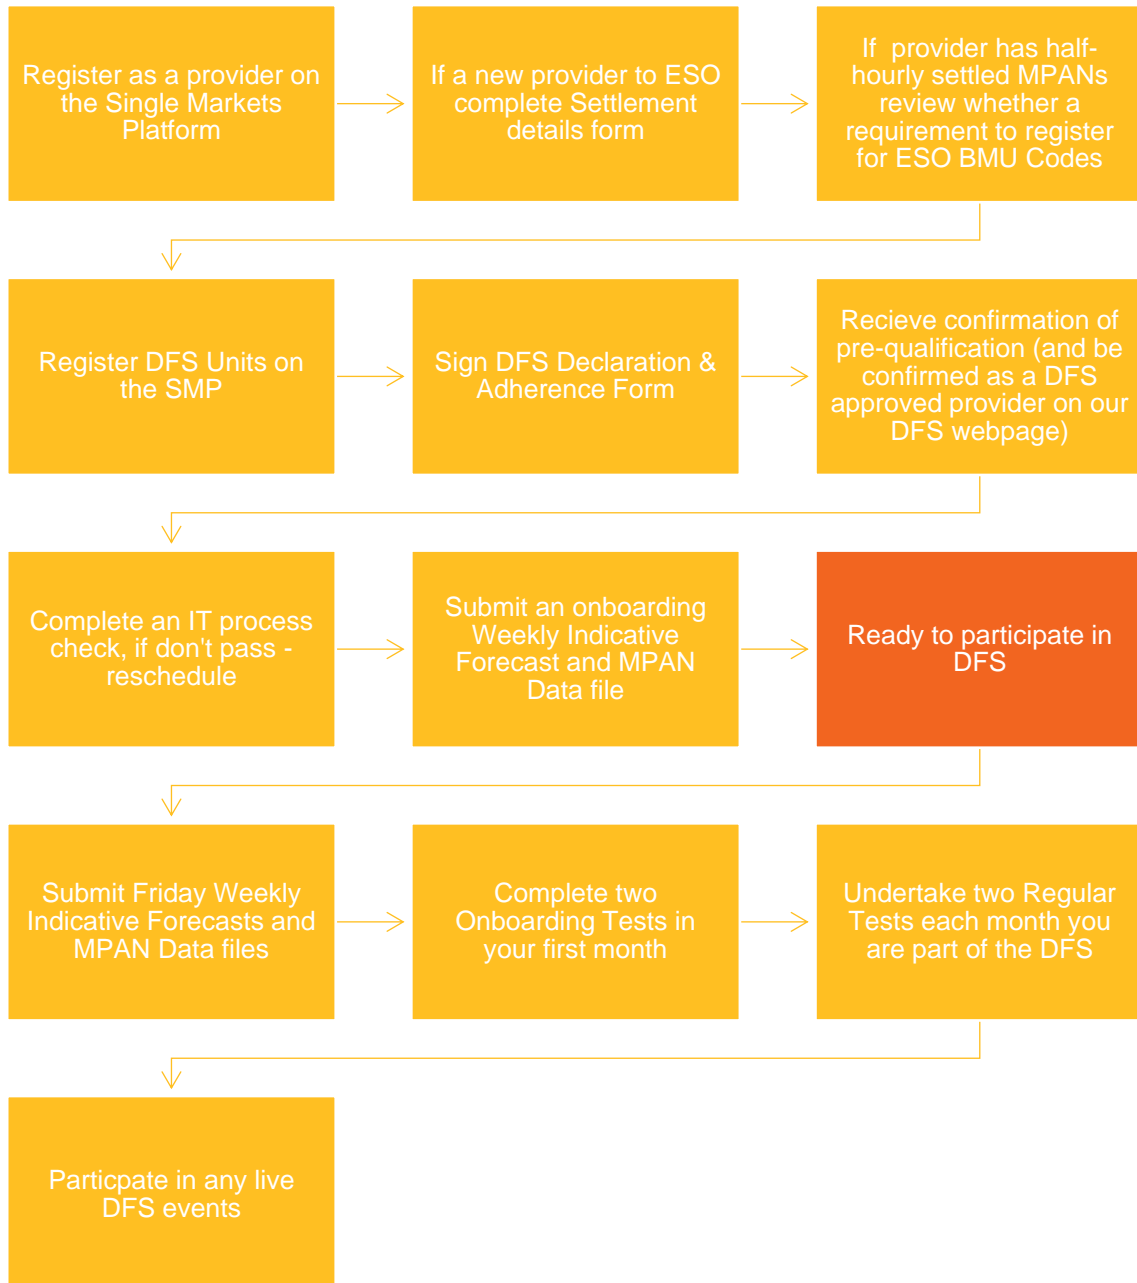 Register as a provider on
the Single Markets
Platform
If a new provider to ESO
complete Settlement
details form
If  provider has half-
hourly settled MPANs
review whether a
requirement to register
for ESO BMU Codes
Register DFS Units on
the SMP
Sign DFS Declaration &
Adherence Form
Recieve confirmation of
pre-qualification (and be
confirmed as a DFS
approved provider on our
DFS webpage)
Complete an IT process
check, if don't pass -
reschedule
Submit an onboarding
Weekly Indicative
Forecast and MPAN
Data file
Ready to participate in
DFS
Submit Friday Weekly
Indicative Forecasts and
MPAN Data files
Complete two
Onboarding Tests in
your first month
Undertake two Regular
Tests each month you
are part of the DFS
Particpate in any live
DFS events